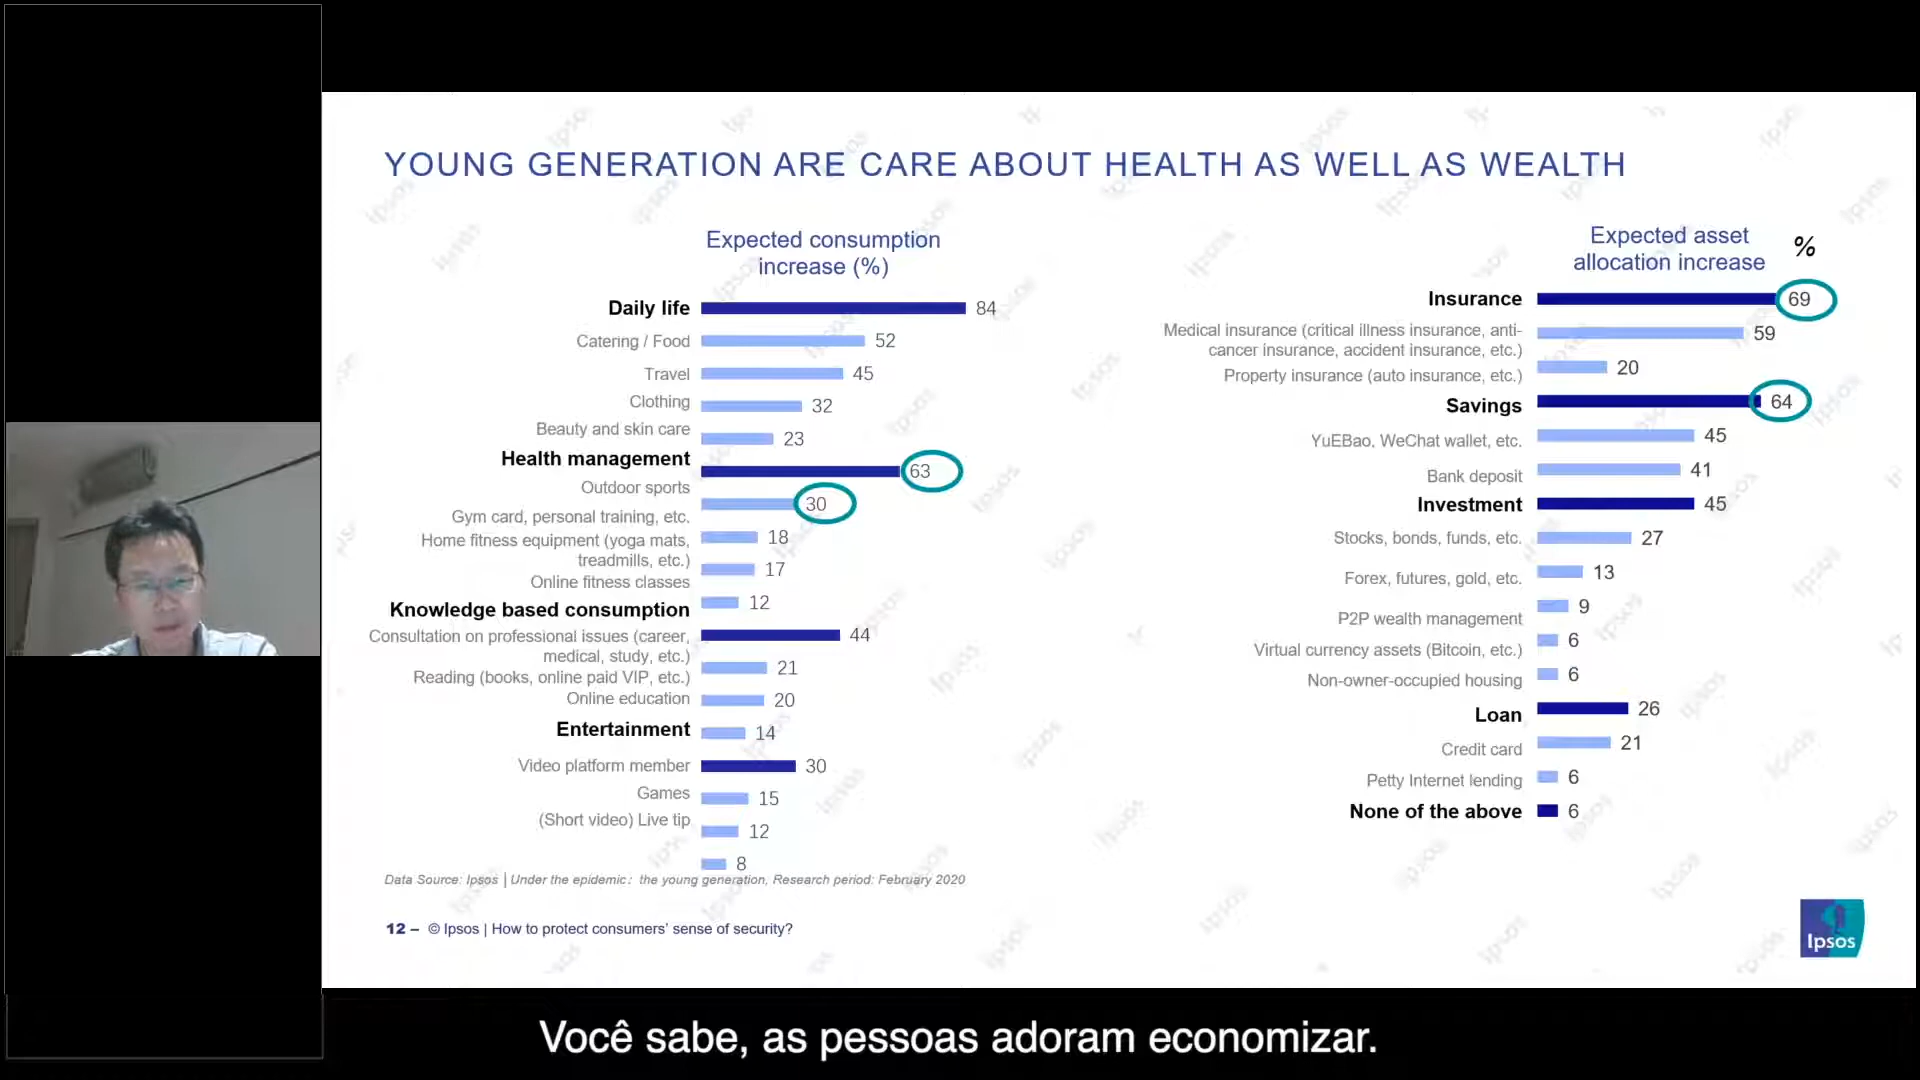 YOUNG GENERATION ARE CARE ABOUT HEALTH AS WELL AS WEALTH
Expected consumption
increase (%)
Daily life 84
Catering / Food 52
Travel 45
Clothing 32
Beauty and skin care 23
Health management 63
Outdoor sports 30
Gym card, personal training, etc. 18
Home fitness equipment (yoga mats,
treadmills, etc.) 17
Online fitness classes 12
Knowledge based consumption 44
Consultation on professional issues (career,
medical, study, etc.) 21
Reading (books, online paid VIP, etc.) 20
Online education 14
Entertainment 30
Video platform member 15
Games 12
(Short video) Live tip 8
Expected asset
allocation increase %
Insurance 69
Medical insurance (critical illness insurance, anti-
cancer insurance, accident insurance, etc.) 59
Property insurance (auto insurance, etc.) 20
Savings 64
YuEBao, WeChat wallet, etc. 45
Bank deposit 41
Investment 45
Stocks, bonds, funds, etc. 27
Forex, futures, gold, etc. 13
P2P wealth management 9
Virtual currency assets (Bitcoin, etc.) 6
Non-owner-occupied housing 6
Loan 26
Credit card 21
Petty Internet lending 6
None of the above 6
Data Source: Ipsos | Under the epidemic: the young generation, Research period: February 2020
12 – © Ipsos | How to protect consumers' sense of security?
Ipsos
Você sabe, as pessoas adoram economizar.